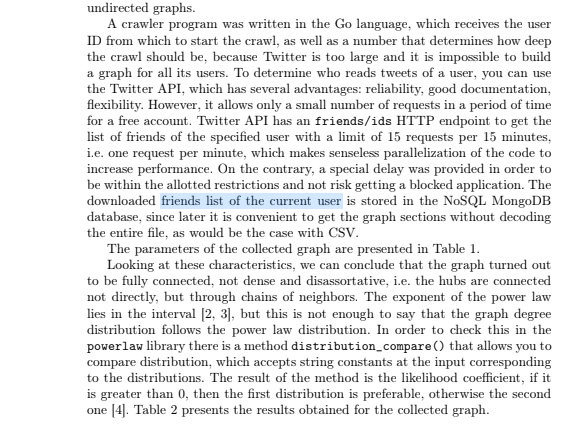 undirected graphs.
A crawler program was written in the Go language, which receives the user
ID from which to start the crawl, as well as a number that determines how deep
the crawl should be, because Twitter is too large and it is impossible to build
a graph for all its users. To determine who reads tweets of a user, you can use
the Twitter API, which has several advantages: reliability, good documentation,
flexibility. However, it allows only a small number of requests in a period of time
for a free account. Twitter API has an friends/ids HTTP endpoint to get the
list of friends of the specified user with a limit of 15 requests per 15 minutes,
i.e. one request per minute, which makes senseless parallelization of the code to
increase performance. On the contrary, a special delay was provided in order to
be within the allotted restrictions and not risk getting a blocked application. The
downloaded friends list of the current user is stored in the NoSQL MongoDB
database, since later it is convenient to get the graph sections without decoding
the entire file, as would be the case with CSV.
The parameters of the collected graph are presented in Table 1.
Looking at these characteristics, we can conclude that the graph turned out
to be fully connected, not dense and disassortative, i.e. the hubs are connected
not directly, but through chains of neighbors. The exponent of the power law
lies in the interval [2, 3], but this is not enough to say that the graph degree
distribution follows the power law distribution. In order to check this in the
powerlaw library there is a method distribution_compare() that allows you to
compare distribution, which accepts string constants at the input corresponding
to the distributions. The result of the method is the likelihood coefficient, if it
is greater than 0, then the first distribution is preferable, otherwise the second
one [4]. Table 2 presents the results obtained for the collected graph.